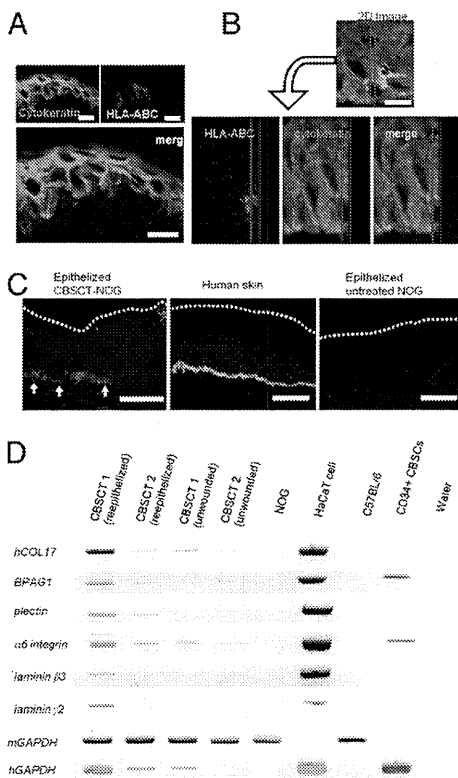 A
B
2D Image
Cytokeratin
HLA-ABC
merg
HLA-ABC
cytokeratin
merge
C
Epithelized
CBSCT-NOG
Human skin
Epithelized
untreated NOG
D
CBSCT 1
(reepithelized)
CBSCT 2
(reepithelized)
CBSCT 1
(unwounded)
CBSCT 2
(unwounded)
NOG
HaCaT cell
C57BL/6
CD34+ CBSCs
Water
hCOL17
BPAG1
plectin
α6 integrin
laminin β3
laminin γ2
mGAPDH
hGAPDH